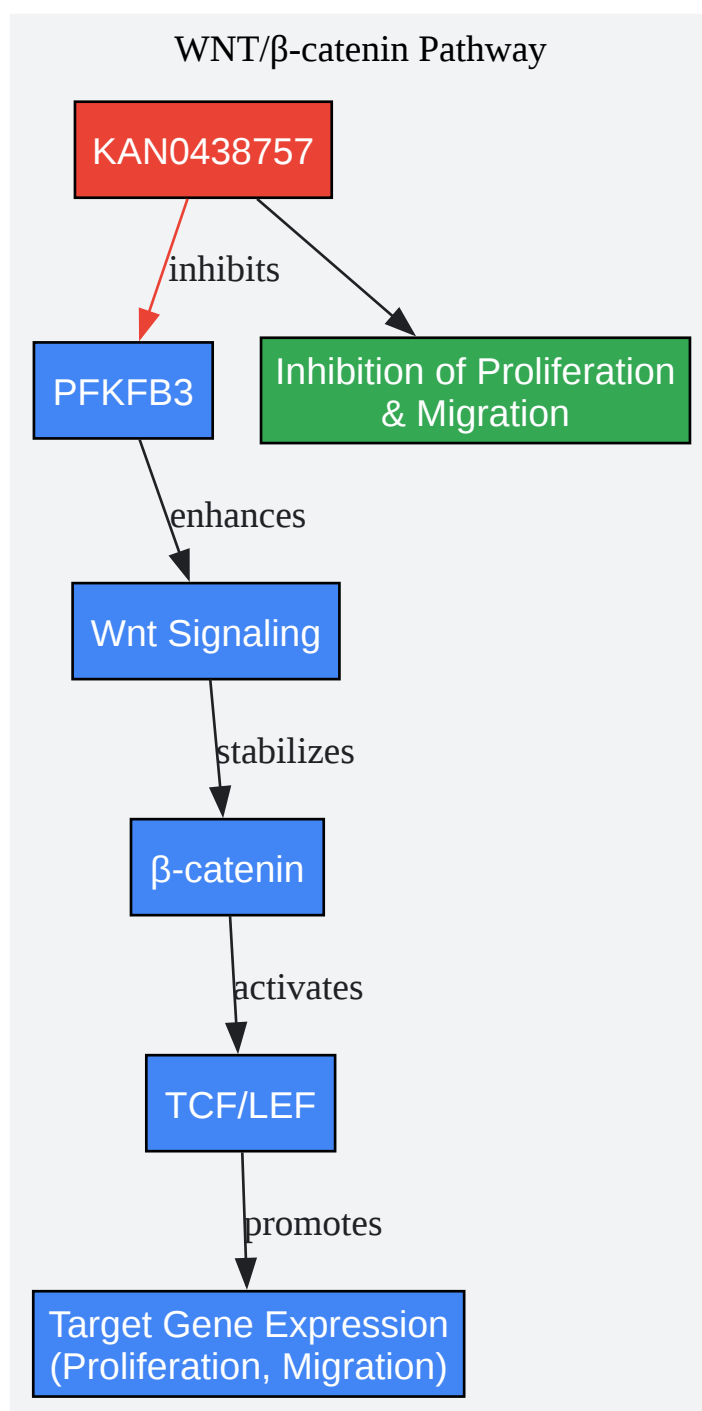 WNT/β-catenin Pathway
KAN0438757
inhibits
PFKFB3
Inhibition of Proliferation
& Migration
enhances
Wnt Signaling
stabilizes
β-catenin
activates
TCF/LEF
promotes
Target Gene Expression
(Proliferation, Migration)